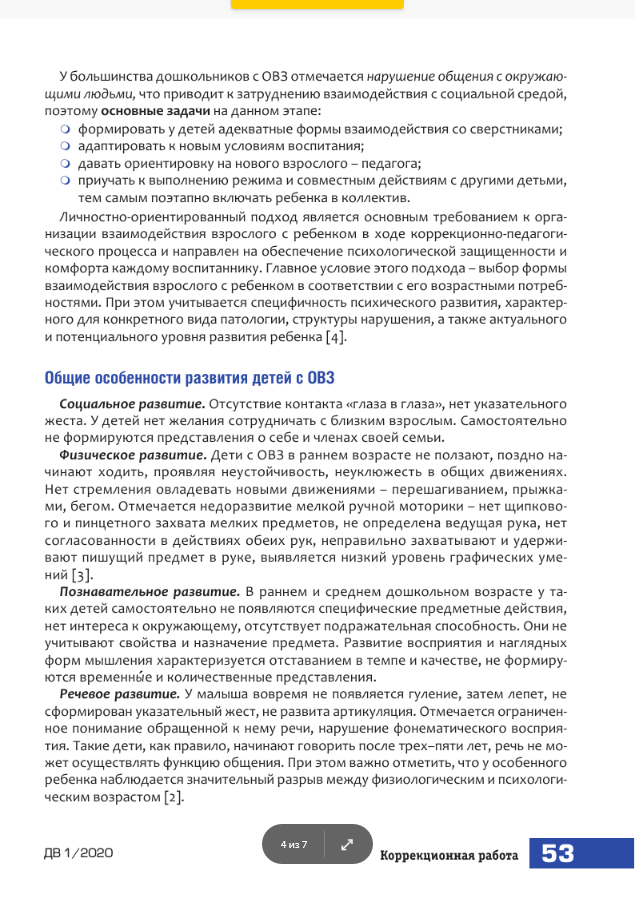 У большинства дошкольников с ОВЗ отмечается нарушение общения с окружаю-
щими людьми, что приводит к затруднению взаимодействия с социальной средой,
поэтому основные задачи на данном этапе:
формировать у детей адекватные формы взаимодействия со сверстниками;
адаптировать к новым условиям воспитания;
давать ориентировку на нового взрослого – педагога;
приучать к выполнению режима и совместным действиям с другими детьми,
тем самым поэтапно включать ребенка в коллектив.
Личностно-ориентированный подход является основным требованием к орга-
низации взаимодействия взрослого с ребенком в ходе коррекционно-педагоги-
ческого процесса и направлен на обеспечение психологической защищенности и
комфорта каждому воспитаннику. Главное условие этого подхода – выбор формы
взаимодействия взрослого с ребенком в соответствии с его возрастными потреб-
ностями. При этом учитывается специфичность психического развития, характер-
ного для конкретного вида патологии, структуры нарушения, а также актуального
и потенциального уровня развития ребенка [4].
Общие особенности развития детей с ОВЗ
Социальное развитие. Отсутствие контакта «глаза в глаза», нет указательного
жеста. У детей нет желания сотрудничать с близким взрослым. Самостоятельно
не формируются представления о себе и членах своей семьи.
Физическое развитие. Дети с ОВЗ в раннем возрасте не ползают, поздно на-
чинают ходить, проявляя неустойчивость, неуклюжесть в общих движениях.
Нет стремления овладевать новыми движениями – перешагиванием, прыжка-
ми, бегом. Отмечается недоразвитие мелкой ручной моторики – нет щипково-
го и пинцетного захвата мелких предметов, не определена ведущая рука, нет
согласованности в действиях обеих рук, неправильно захватывают и удержи-
вают пишущий предмет в руке, выявляется низкий уровень графических уме-
ний [3].
Познавательное развитие. В раннем и среднем дошкольном возрасте у та-
ких детей самостоятельно не появляются специфические предметные действия,
нет интереса к окружающему, отсутствует подражательная способность. Они не
учитывают свойства и назначение предмета. Развитие восприятия и наглядных
форм мышления характеризуется отставанием в темпе и качестве, не формиру-
ются временны́е и количественные представления.
Речевое развитие. У малыша вовремя не появляется гуление, затем лепет, не
сформирован указательный жест, не развита артикуляция. Отмечается ограничен-
ное понимание обращенной к нему речи, нарушение фонематического восприя-
тия. Такие дети, как правило, начинают говорить после трех–пяти лет, речь не мо-
жет осуществлять функцию общения. При этом важно отметить, что у особенного
ребенка наблюдается значительный разрыв между физиологическим и психологи-
ческим возрастом [2].
ДВ 1/2020
4 из 7
Коррекционная работа
53